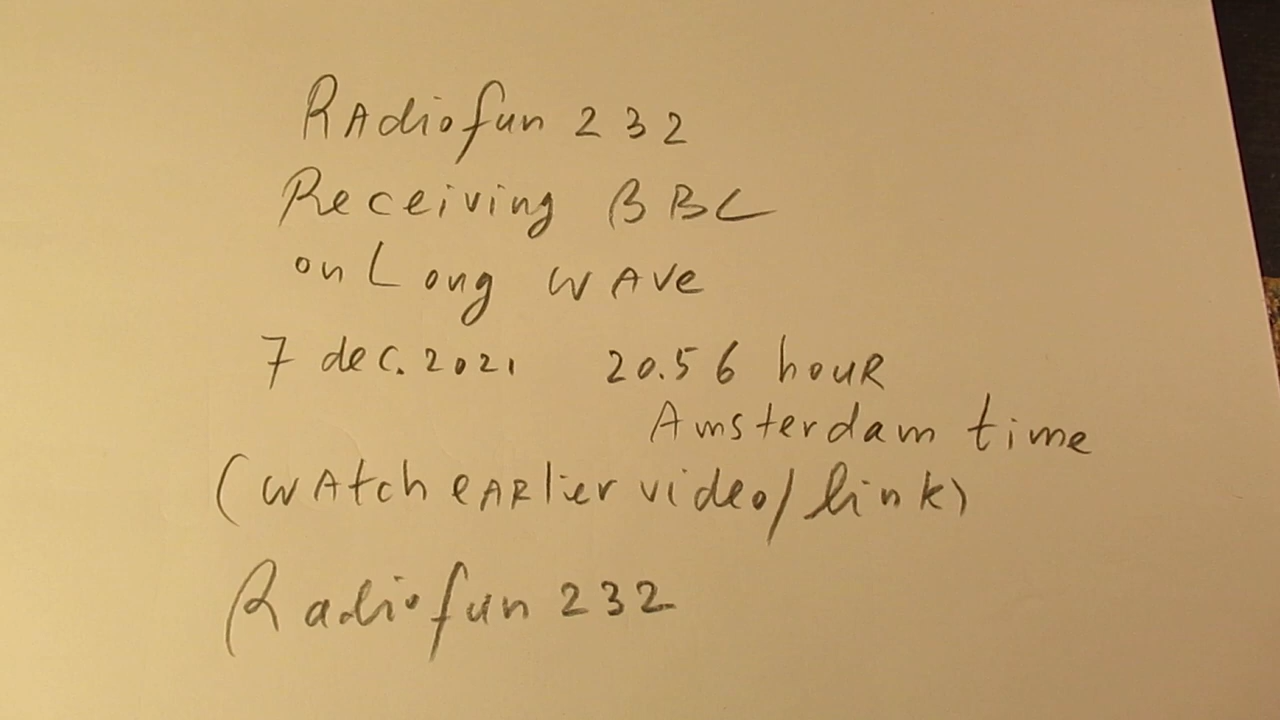 RAdiofun 232
Receiving BBC
on Long wAve
7 dec. 2021 20.56 houR
Amsterdam time
(wAtch eARlier video/link)
Radiofun 232